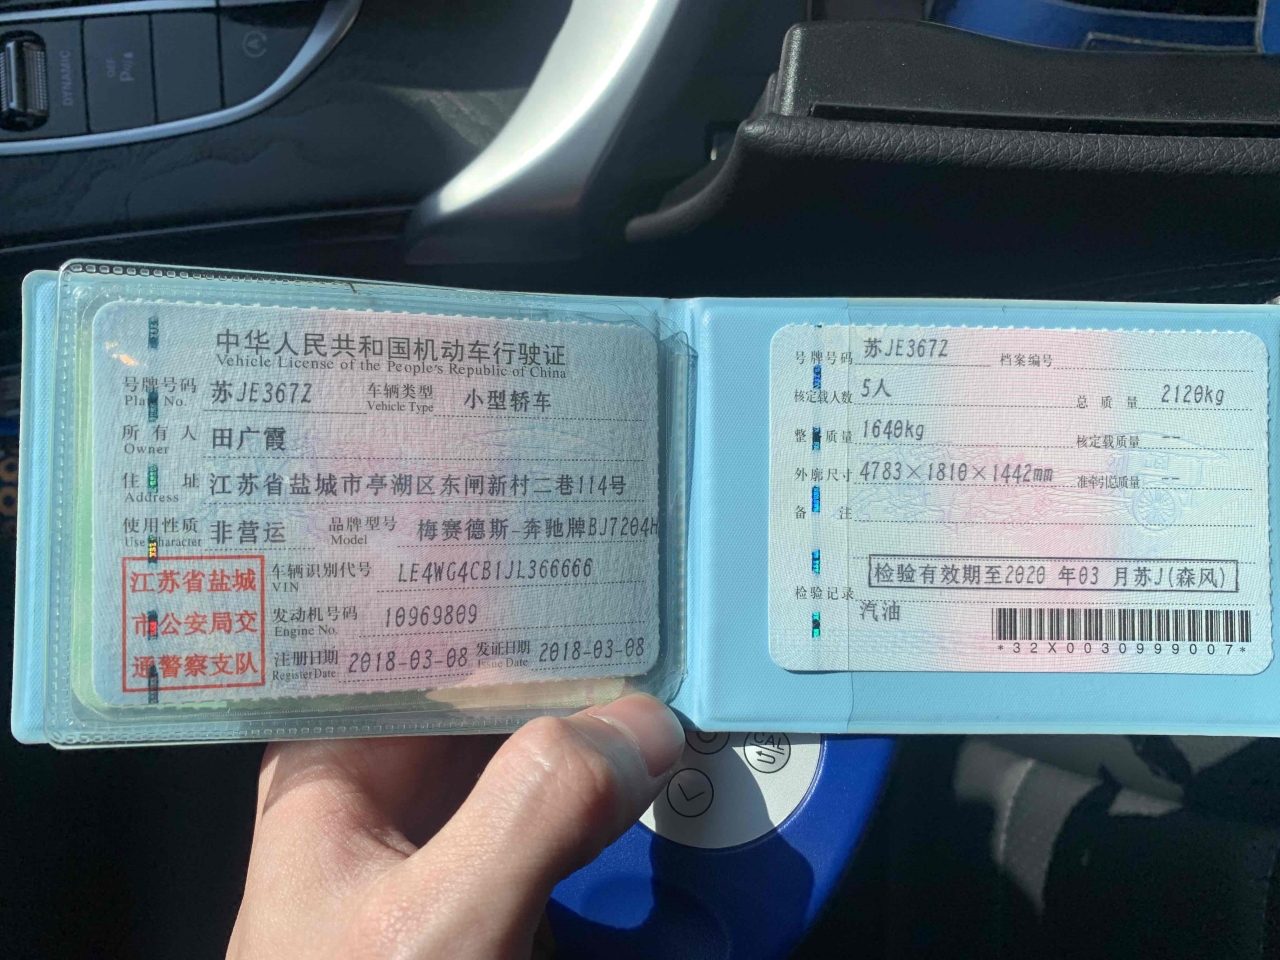 DYNAMIC
中华人民共和国机动车行驶证
Vehicle License of the People's Republic of China
号牌号码 苏JE367Z 车辆类型 小型轿车
Plate No. Vehicle Type
所有人 田广霞
Owner
住址 江苏省盐城市亭湖区东闸新村二巷114号
Address
使用性质 非营运 品牌型号 梅赛德斯-奔驰牌BJ7204H
Use Character Model
江苏省盐城
市公安局交
通警察支队
车辆识别代号 LE4WG4CB1JL366666
VIN
发动机号码 10969809
Engine No.
注册日期 2018-03-08 发证日期 2018-03-08
Register Date Issue Date
号牌号码 苏JE367Z 档案编号
核定载人数 5人 总质量 2120kg
整备质量 1640kg 核定载质量 --
外廓尺寸 4783×1810×1442mm 准牵引总质量 --
备注
检验有效期至2020 年03 月苏J(森风)
检验记录
汽油
*32X0030999007*
CAL